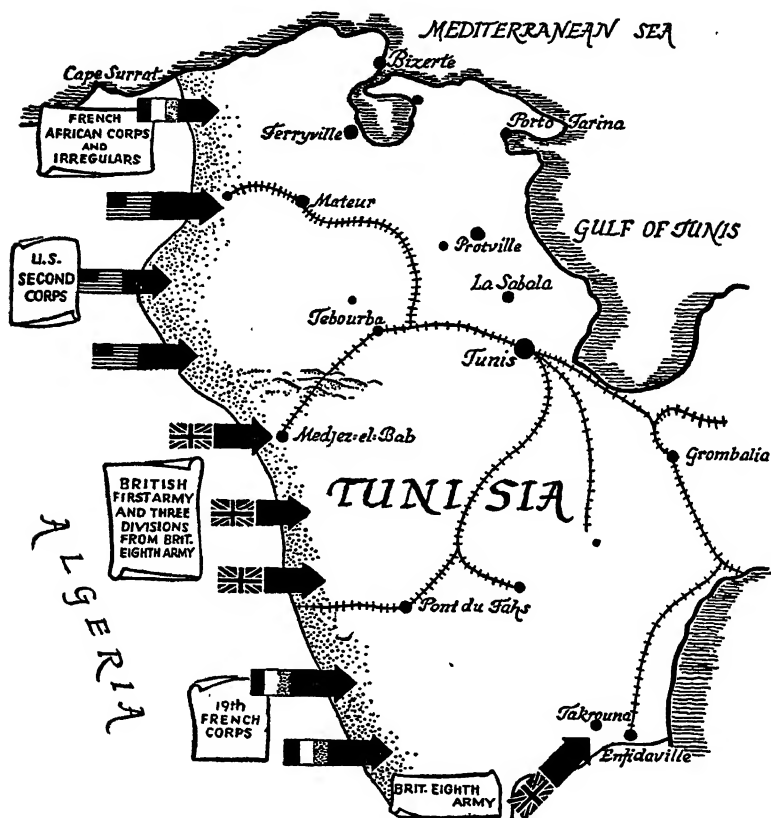 MEDITERRANEAN SEA
Bizerte
Cape Surrat
FRENCH
AFRICAN CORPS
AND
IRREGULARS
Ferryville
Porto Farina
Mateur
GULF OF TUNIS
Protville
U.S.
SECOND
CORPS
La Sabala
Tebourba
Tunis
Medjez-el-Bab
Grombalia
BRITISH
FIRST ARMY
AND THREE
DIVISIONS
FROM BRIT.
EIGHTH ARMY
TUNISIA
ALGERIA
Pont du Fahs
19th
FRENCH
CORPS
Takrouna
Enfidaville
BRIT. EIGHTH
ARMY